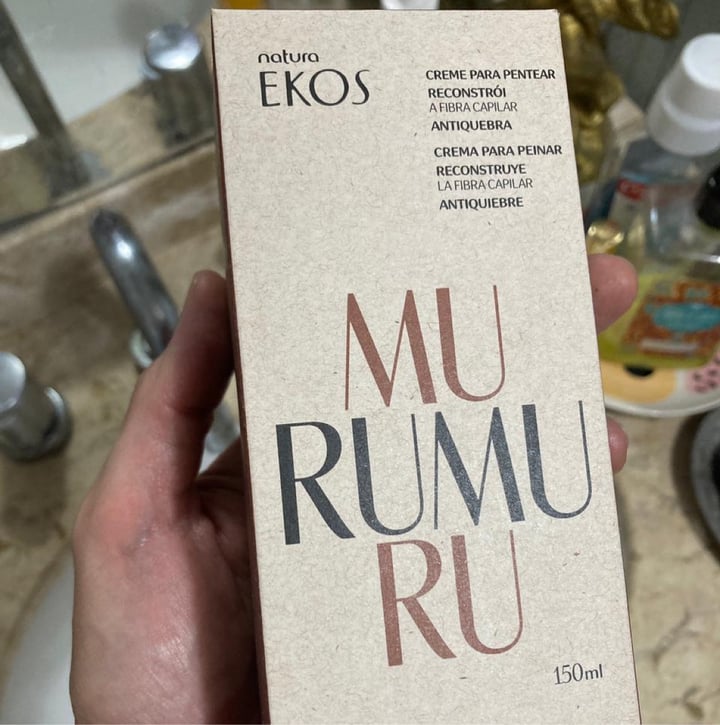 natura
EKOS
CREME PARA PENTEAR
RECONSTRÓI
A FIBRA CAPILAR
ANTIQUEBRA
CREMA PARA PEINAR
RECONSTRUYE
LA FIBRA CAPILAR
ANTIQUIEBRE
MU
RUMU
RU
150ml